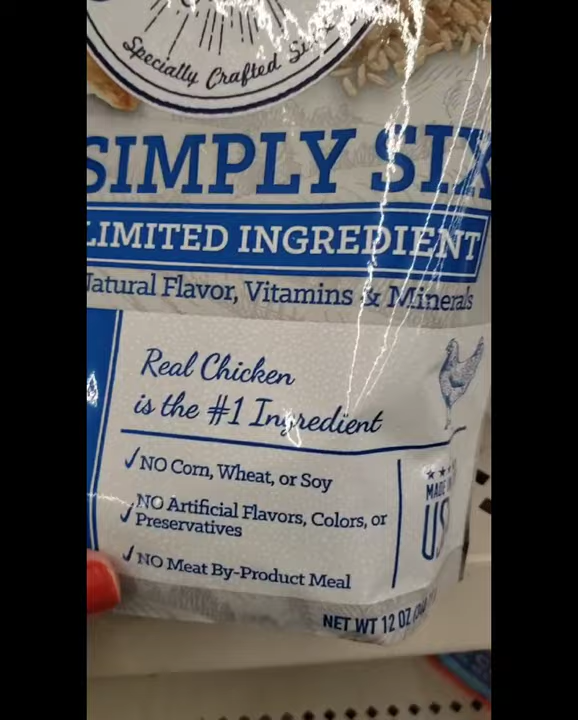 Specially Crafted
SIMPLY SIX
LIMITED INGREDIENT
Natural Flavor, Vitamins & Minerals
Real Chicken
is the #1 Ingredient
✓NO Corn, Wheat, or Soy
✓NO Artificial Flavors, Colors, or
Preservatives
✓NO Meat By-Product Meal
MADE IN
US
NET WT 12 OZ